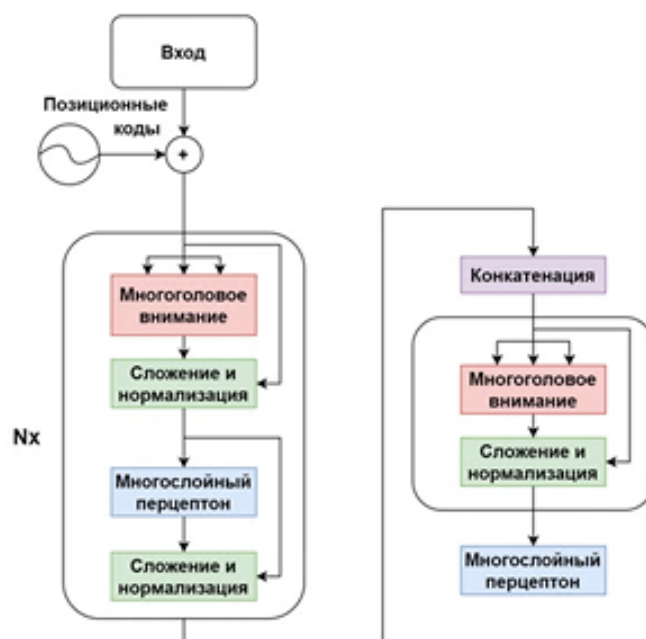 Вход
Позиционные
коды
+
Многоголовое
внимание
Сложение и
нормализация
Nx
Многослойный
перцептон
Сложение и
нормализация
Конкатенация
Многоголовое
внимание
Сложение и
нормализация
Многослойный
перцептон